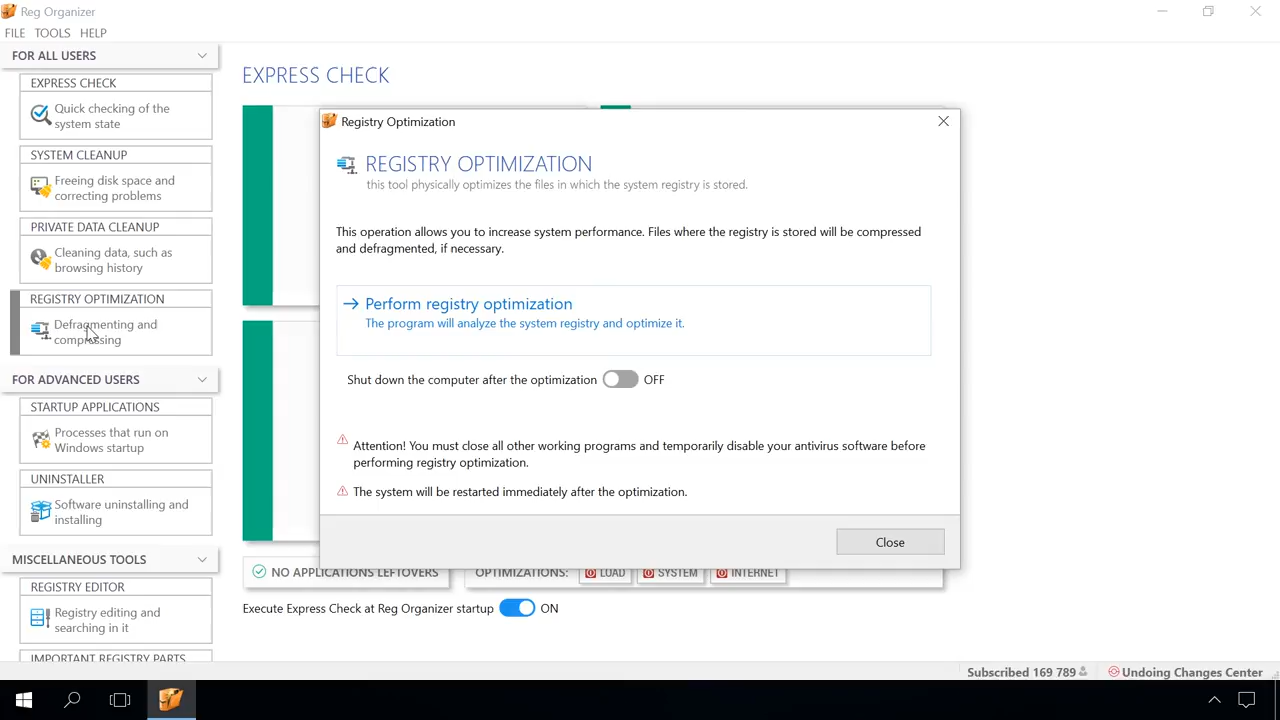 Reg Organizer
FILE TOOLS HELP
FOR ALL USERS
EXPRESS CHECK
Quick checking of the
system state
SYSTEM CLEANUP
Freeing disk space and
correcting problems
PRIVATE DATA CLEANUP
Cleaning data, such as
browsing history
REGISTRY OPTIMIZATION
Defragmenting and
compressing
FOR ADVANCED USERS
STARTUP APPLICATIONS
Processes that run on
Windows startup
UNINSTALLER
Software uninstalling and
installing
MISCELLANEOUS TOOLS
REGISTRY EDITOR
Registry editing and
searching in it
IMPORTANT REGISTRY PARTS
EXPRESS CHECK
Registry Optimization
REGISTRY OPTIMIZATION
this tool physically optimizes the files in which the system registry is stored.
This operation allows you to increase system performance. Files where the registry is stored will be compressed
and defragmented, if necessary.
Perform registry optimization
The program will analyze the system registry and optimize it.
Shut down the computer after the optimization OFF
Attention! You must close all other working programs and temporarily disable your antivirus software before
performing registry optimization.
The system will be restarted immediately after the optimization.
Close
NO APPLICATIONS LEFTOVERS OPTIMIZATIONS: LOAD SYSTEM INTERNET
Execute Express Check at Reg Organizer startup ON
Subscribed 169 789 Undoing Changes Center